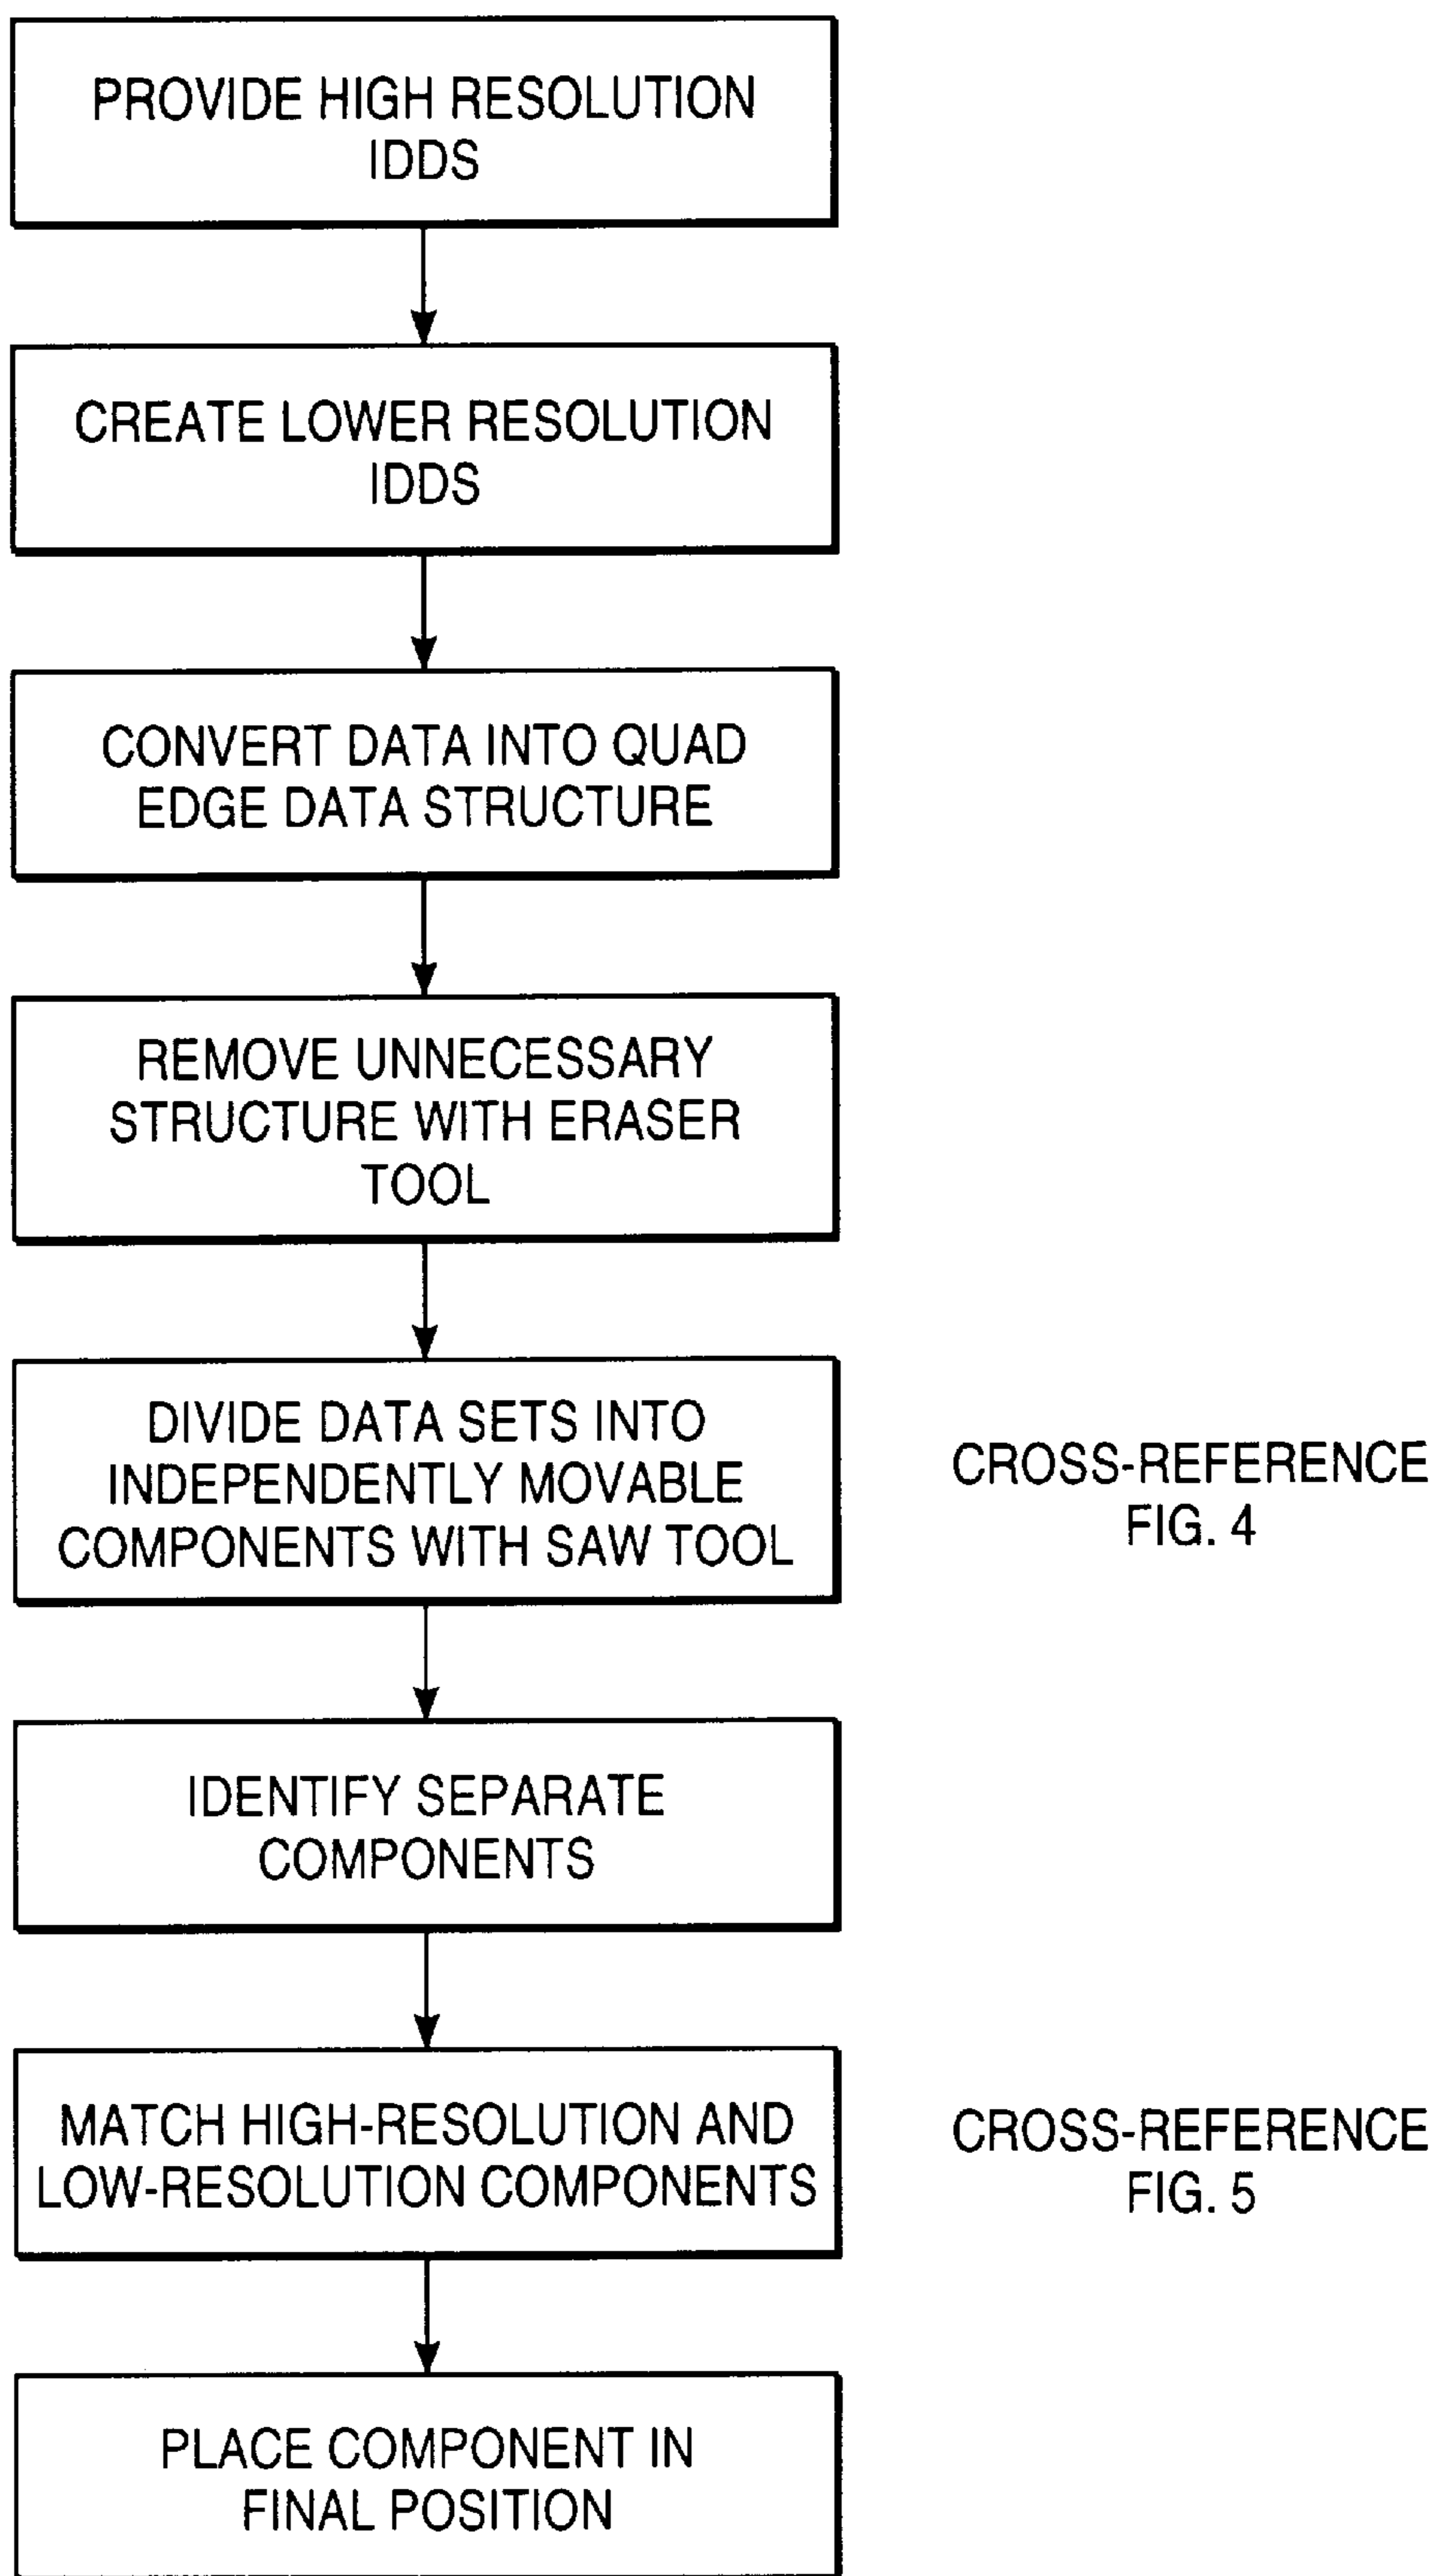 PROVIDE HIGH RESOLUTION
IDDS
CREATE LOWER RESOLUTION
IDDS
CONVERT DATA INTO QUAD
EDGE DATA STRUCTURE
REMOVE UNNECESSARY
STRUCTURE WITH ERASER
TOOL
DIVIDE DATA SETS INTO
INDEPENDENTLY MOVABLE
COMPONENTS WITH SAW TOOL
CROSS-REFERENCE
FIG. 4
IDENTIFY SEPARATE
COMPONENTS
MATCH HIGH-RESOLUTION AND
LOW-RESOLUTION COMPONENTS
CROSS-REFERENCE
FIG. 5
PLACE COMPONENT IN
FINAL POSITION